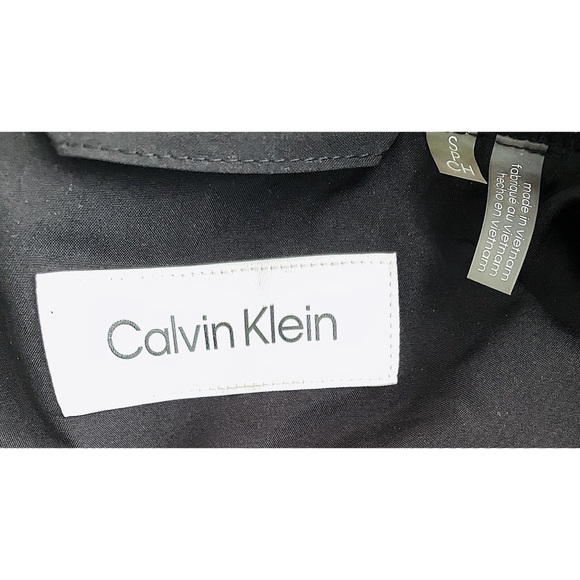 Calvin Klein
made in vietnam
fabriqué au vietnam
hecho en vietnam